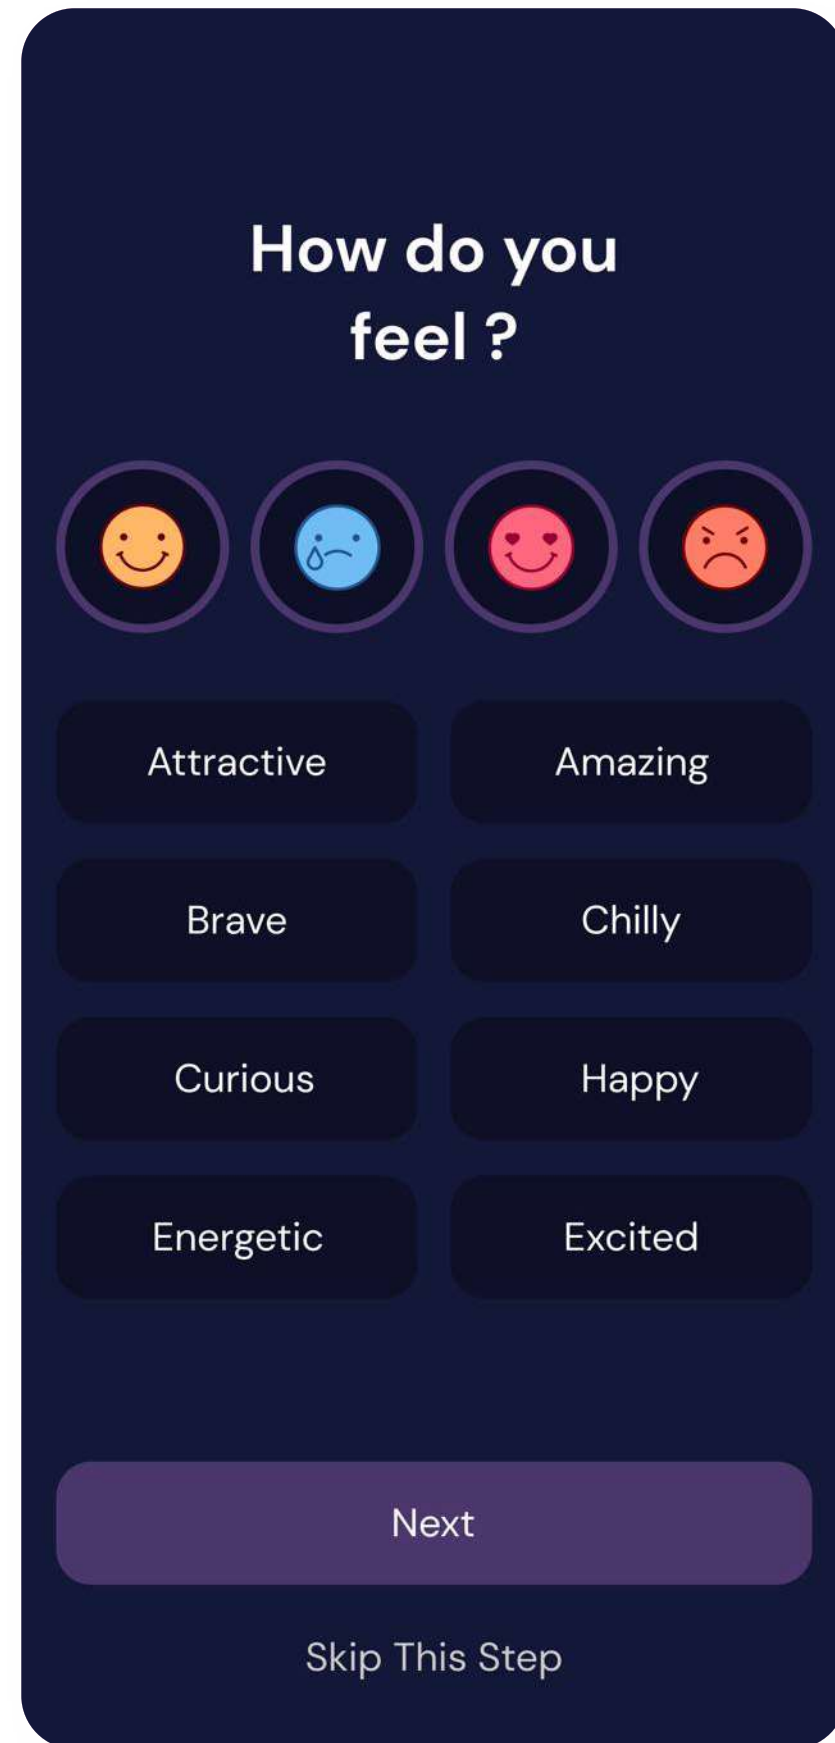 How do you
feel ?
Attractive
Amazing
Brave
Chilly
Curious
Happy
Energetic
Excited
Next
Skip This Step